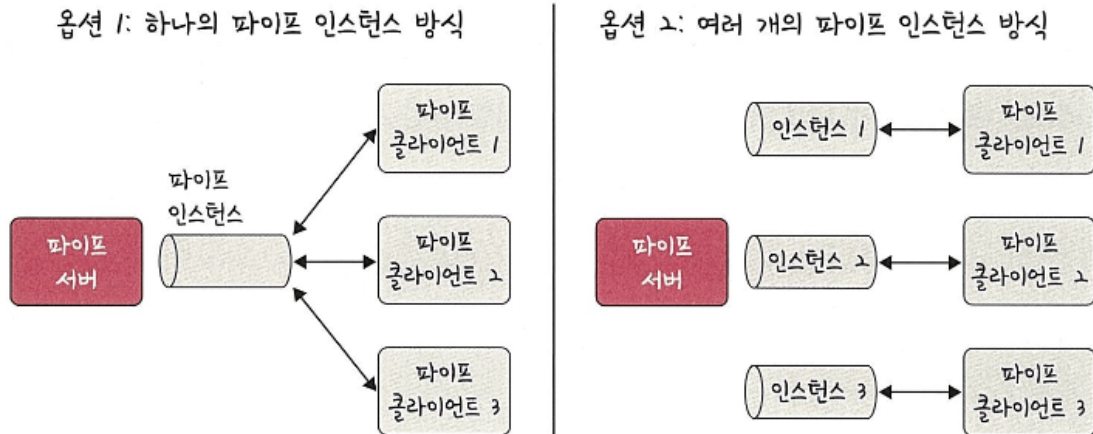 옵션 1: 하나의 파이프 인스턴스 방식
파이프
클라이언트 1
파이프
인스턴스
파이프
서버
파이프
클라이언트 2
파이프
클라이언트 3
옵션 2: 여러 개의 파이프 인스턴스 방식
인스턴스 1
파이프
클라이언트 1
파이프
서버
인스턴스 2
파이프
클라이언트 2
인스턴스 3
파이프
클라이언트 3